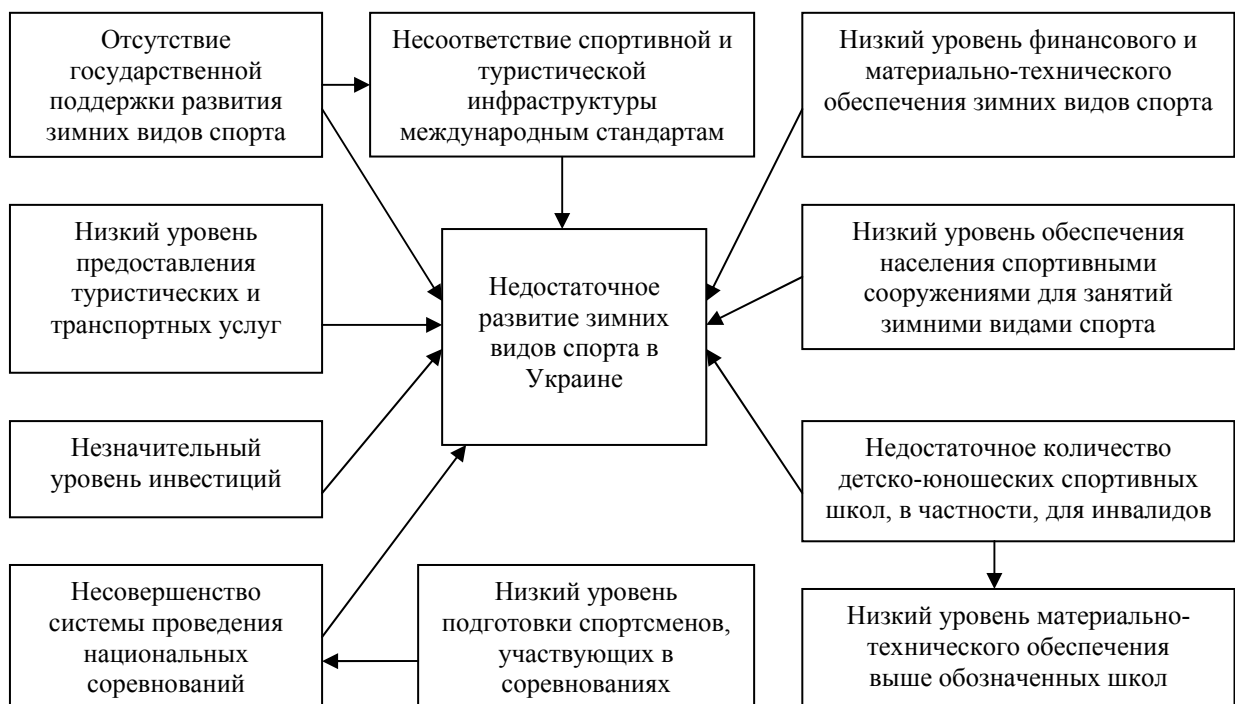 Отсутствие
государственной
поддержки развития
зимних видов спорта
Несоответствие спортивной и
туристической
инфраструктуры
международным стандартам
Низкий уровень финансового и
материально-технического
обеспечения зимних видов спорта
Низкий уровень
предоставления
туристических и
транспортных услуг
Недостаточное
развитие зимних
видов спорта в
Украине
Низкий уровень обеспечения
населения спортивными
сооружениями для занятий
зимними видами спорта
Незначительный
уровень инвестиций
Недостаточное количество
детско-юношеских спортивных
школ, в частности, для инвалидов
Несовершенство
системы проведения
национальных
соревнований
Низкий уровень
подготовки спортсменов,
участвующих в
соревнованиях
Низкий уровень материально-
технического обеспечения
выше обозначенных школ